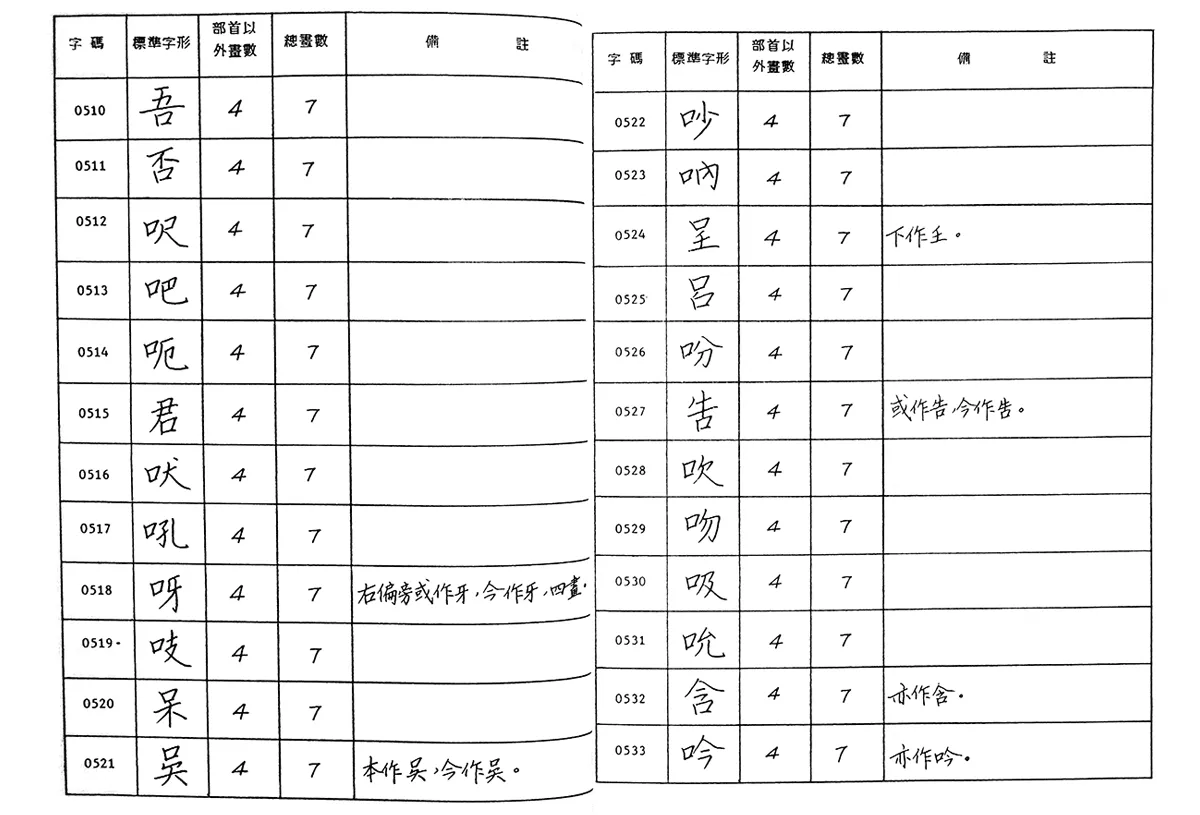 字碼 標準字形 部首以外畫數 總畫數 備註
0510 吾 4 7
0511 否 4 7
0512 呎 4 7
0513 吧 4 7
0514 呃 4 7
0515 君 4 7
0516 吠 4 7
0517 吼 4 7
0518 呀 4 7 右偏旁或作牙,今作牙,四畫。
0519 吱 4 7
0520 呆 4 7
0521 吳 4 7 本作吳,今作吳。
字碼 標準字形 部首以外畫數 總畫數 備註
0522 吵 4 7
0523 吶 4 7
0524 呈 4 7 下作𡈼。
0525 呂 4 7
0526 吩 4 7
0527 告 4 7 或作告,今作告。
0528 吹 4 7
0529 吻 4 7
0530 吸 4 7
0531 吮 4 7
0532 含 4 7 亦作含。
0533 吟 4 7 亦作吟。